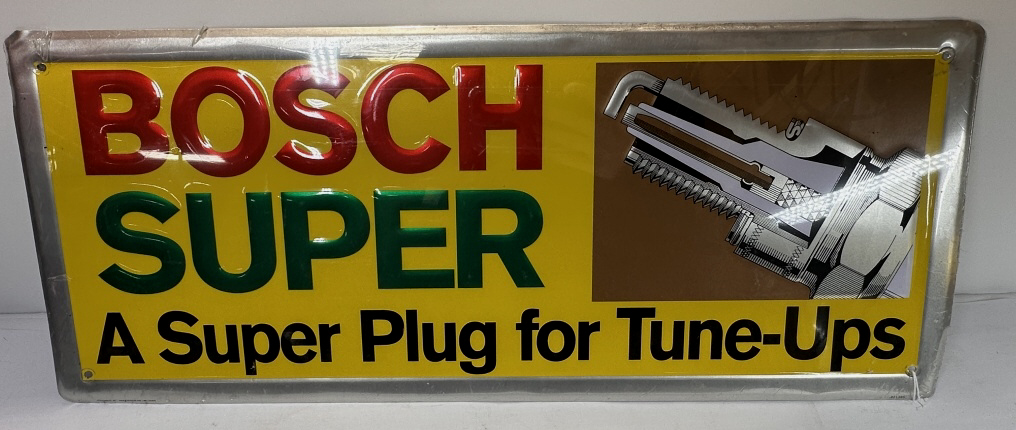 BOSCH
SUPER
A Super Plug for Tune-Ups